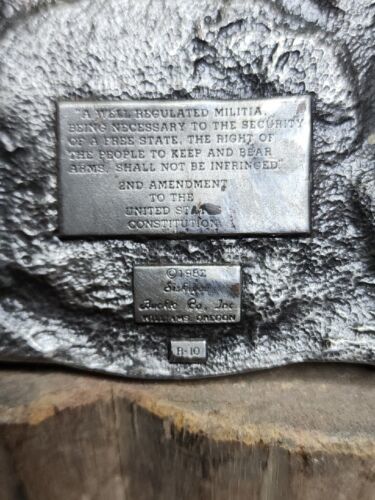 "A WELL REGULATED MILITIA,
BEING NECESSARY TO THE SECURITY
OF A FREE STATE, THE RIGHT OF
THE PEOPLE TO KEEP AND BEAR
ARMS, SHALL NOT BE INFRINGED."
2ND AMENDMENT
TO THE
UNITED STATES
CONSTITUTION
©1982
Siskiyou
Buckle Co., Inc
WILLIAMS, OREGON
H-10